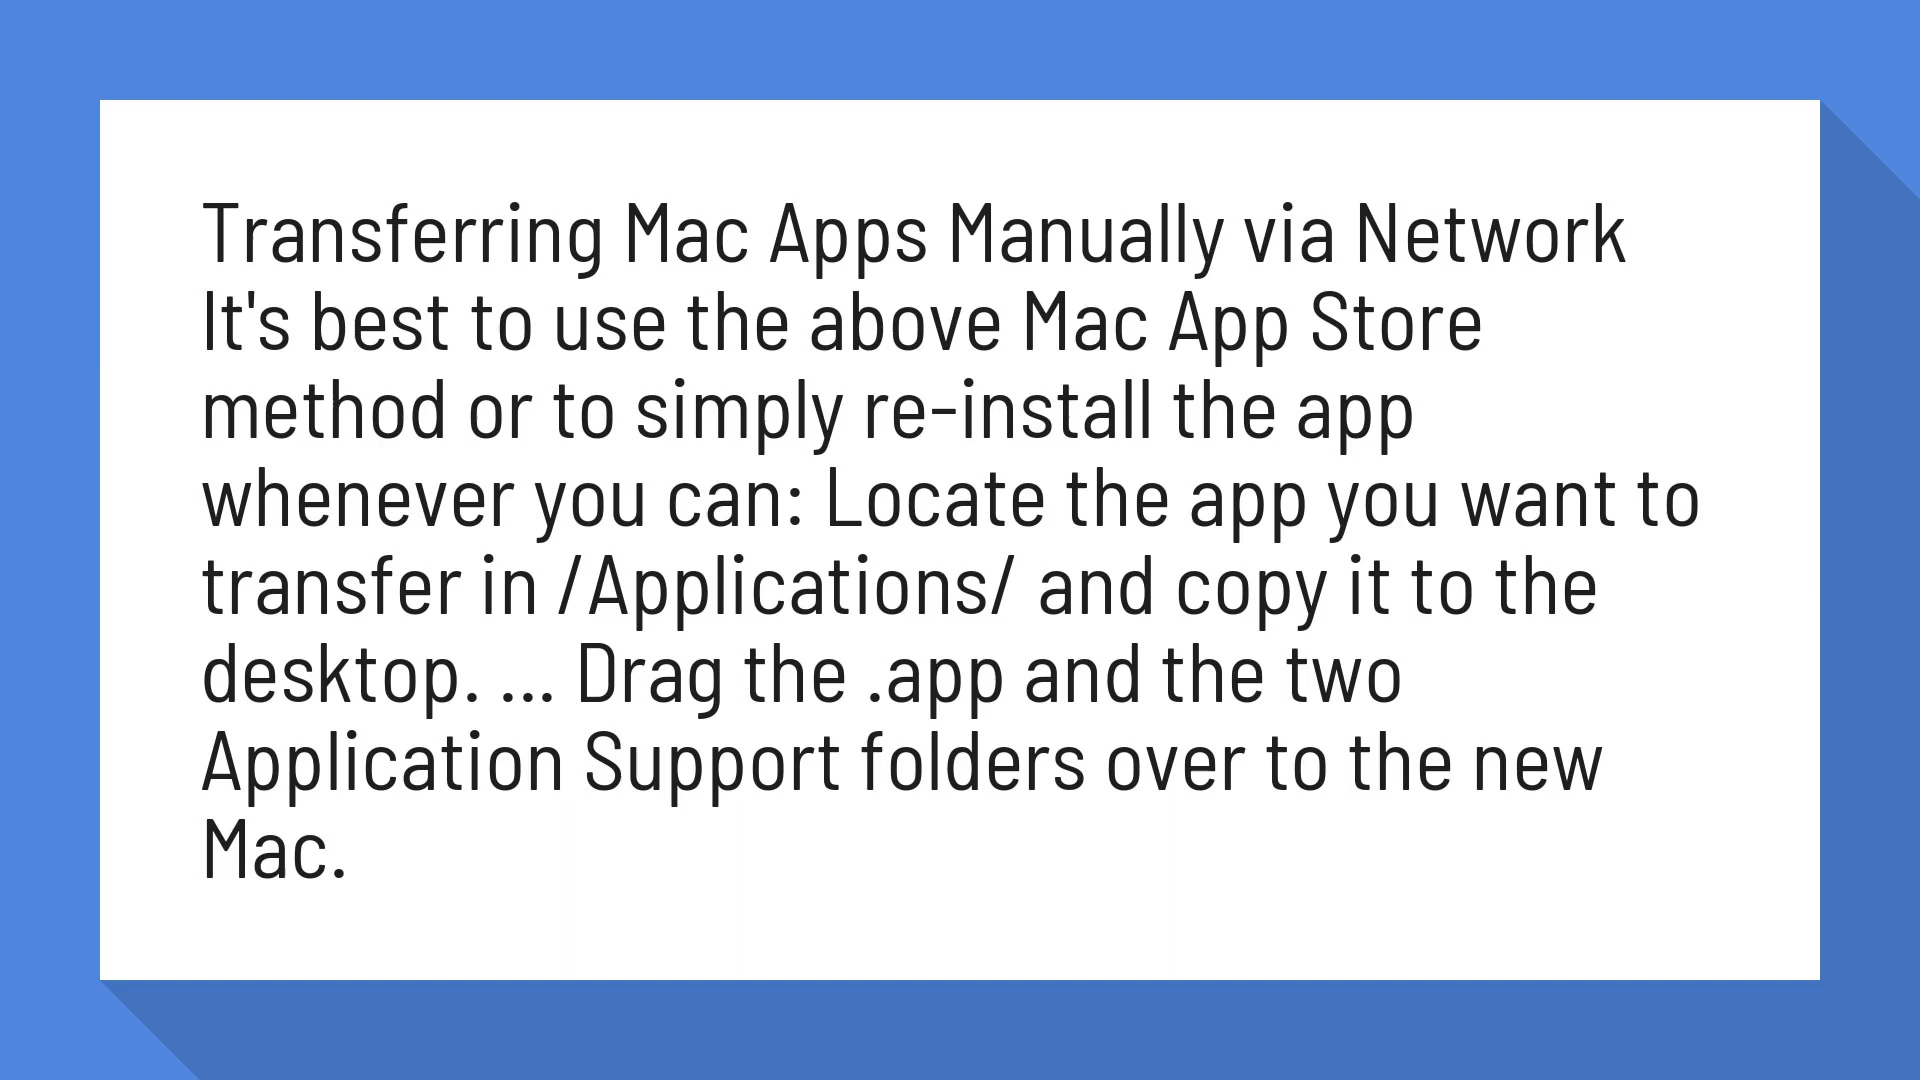 Transferring Mac Apps Manually via Network
It's best to use the above Mac App Store
method or to simply re-install the app
whenever you can: Locate the app you want to
transfer in /Applications/ and copy it to the
desktop. ... Drag the .app and the two
Application Support folders over to the new
Mac.